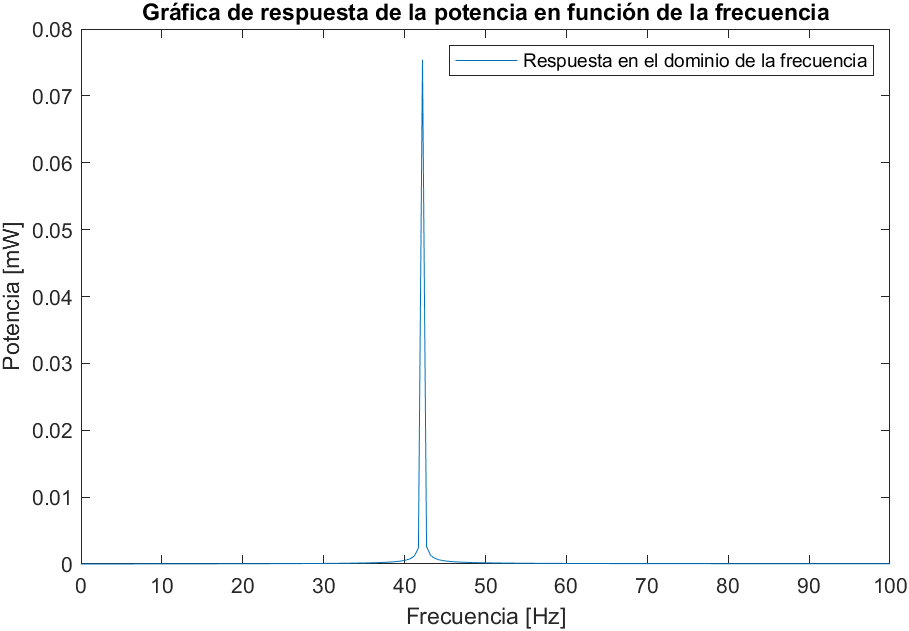 Gráfica de respuesta de la potencia en función de la frecuencia
Respuesta en el dominio de la frecuencia
Potencia [mW]
0.08
0.07
0.06
0.05
0.04
0.03
0.02
0.01
0
0 10 20 30 40 50 60 70 80 90 100
Frecuencia [Hz]